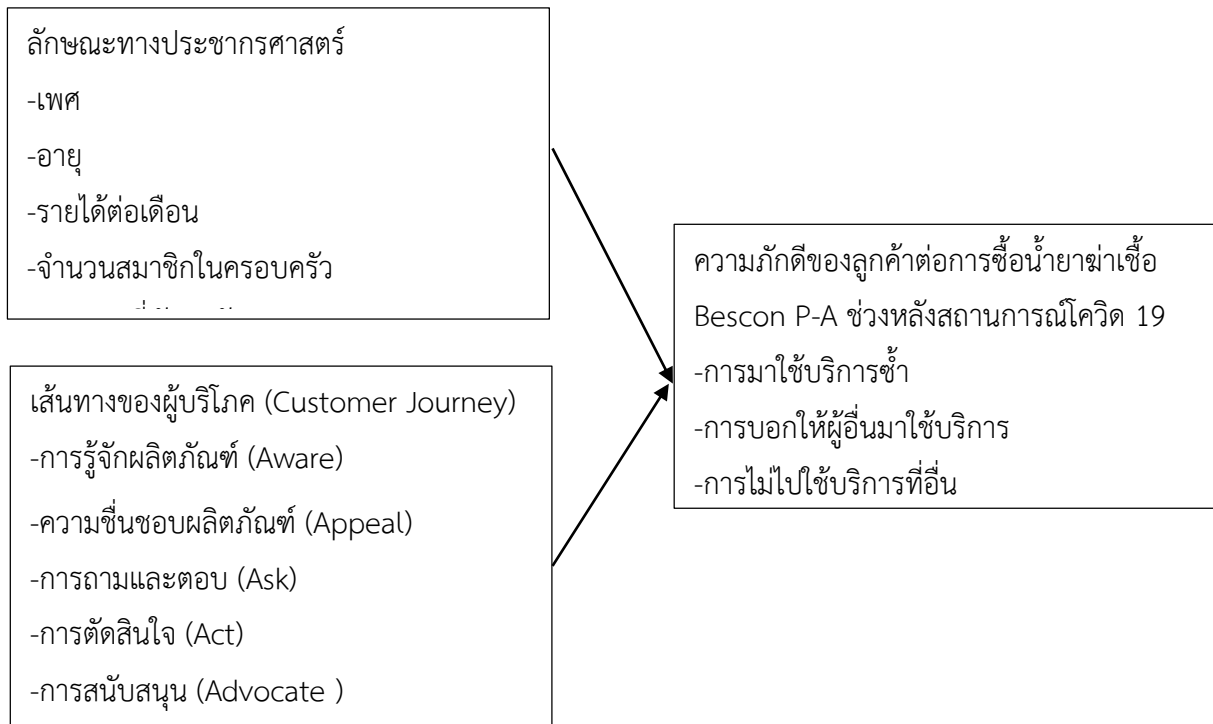 ลักษณะทางประชากรศาสตร์
-เพศ
-อายุ
-รายได้ต่อเดือน
-จำนวนสมาชิกในครอบครัว
เส้นทางของผู้บริโภค (Customer Journey)
-การรู้จักผลิตภัณฑ์ (Aware)
-ความชื่นชอบผลิตภัณฑ์ (Appeal)
-การถามและตอบ (Ask)
-การตัดสินใจ (Act)
-การสนับสนุน (Advocate )
ความภักดีของลูกค้าต่อการซื้อน้ำยาฆ่าเชื้อ
Bescon P-A ช่วงหลังสถานการณ์โควิด 19
-การมาใช้บริการซ้ำ
-การบอกให้ผู้อื่นมาใช้บริการ
-การไม่ไปใช้บริการที่อื่น